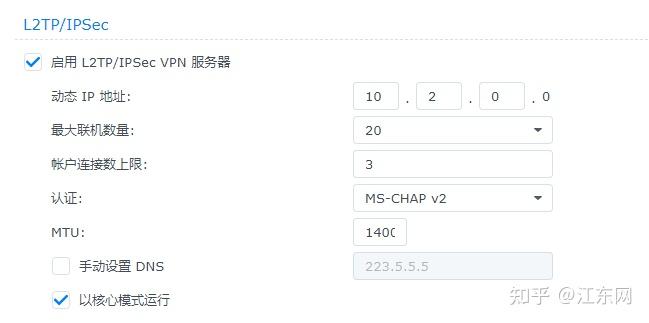 L2TP/IPSec
启用 L2TP/IPSec VPN 服务器
动态 IP 地址: 10 . 2 . 0 . 0
最大联机数量: 20
帐户连接数上限: 3
认证: MS-CHAP v2
MTU: 1400
手动设置 DNS 223.5.5.5
以核心模式运行
知乎 @江东网